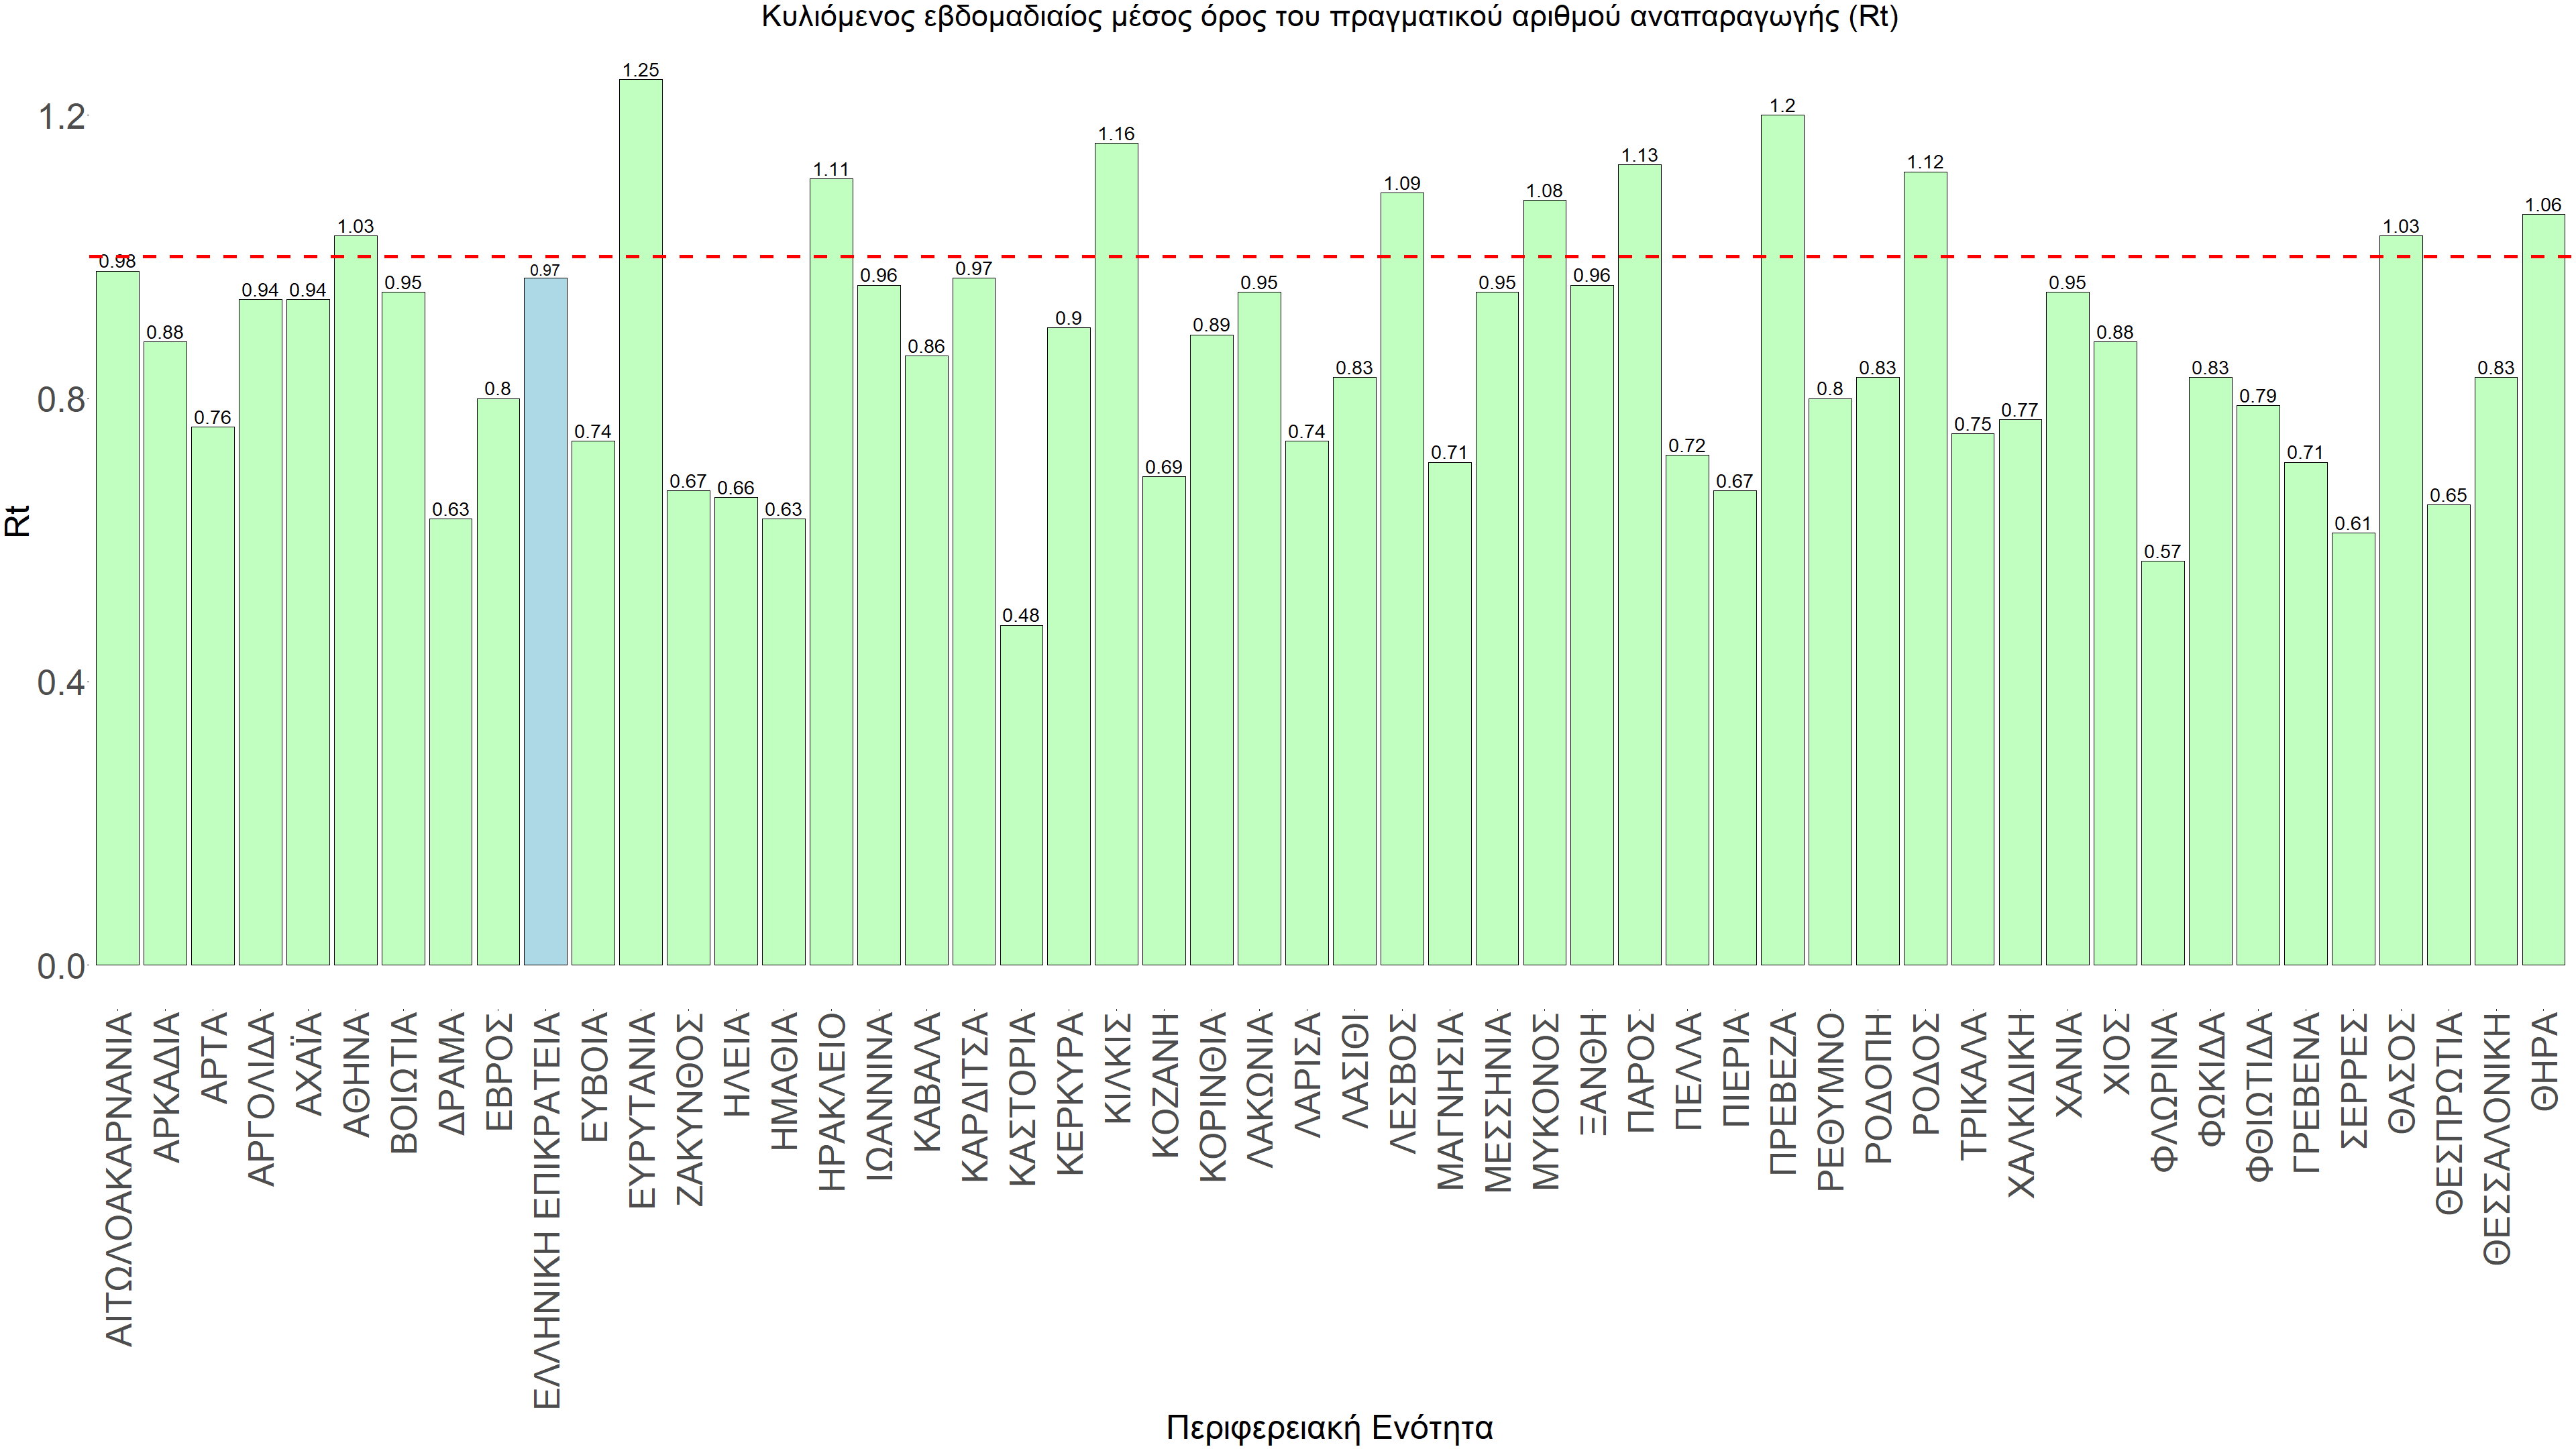 Κυλιόμενος εβδομαδιαίος μέσος όρος του πραγματικού αριθμού αναπαραγωγής (Rt)
Rt
1.2
0.8
0.4
0.0
0.98
0.88
0.76
0.94
0.94
1.03
0.95
0.63
0.8
0.97
0.74
1.25
0.67
0.66
0.63
1.11
0.96
0.86
0.97
0.48
0.9
1.16
0.69
0.89
0.95
0.74
0.83
1.09
0.71
0.95
1.08
0.96
1.13
0.72
0.67
1.2
0.8
0.83
1.12
0.75
0.77
0.95
0.88
0.57
0.83
0.79
0.71
0.61
1.03
0.65
0.83
1.06
ΑΙΤΩΛΟΑΚΑΡΝΑΝΙΑ
ΑΡΚΑΔΙΑ
ΑΡΤΑ
ΑΡΓΟΛΙΔΑ
ΑΧΑΪΑ
ΑΘΗΝΑ
ΒΟΙΩΤΙΑ
ΔΡΑΜΑ
ΕΒΡΟΣ
ΕΛΛΗΝΙΚΗ ΕΠΙΚΡΑΤΕΙΑ
ΕΥΒΟΙΑ
ΕΥΡΥΤΑΝΙΑ
ΖΑΚΥΝΘΟΣ
ΗΛΕΙΑ
ΗΜΑΘΙΑ
ΗΡΑΚΛΕΙΟ
ΙΩΑΝΝΙΝΑ
ΚΑΒΑΛΑ
ΚΑΡΔΙΤΣΑ
ΚΑΣΤΟΡΙΑ
ΚΕΡΚΥΡΑ
ΚΙΛΚΙΣ
ΚΟΖΑΝΗ
ΚΟΡΙΝΘΙΑ
ΛΑΚΩΝΙΑ
ΛΑΡΙΣΑ
ΛΑΣΙΘΙ
ΛΕΣΒΟΣ
ΜΑΓΝΗΣΙΑ
ΜΕΣΣΗΝΙΑ
ΜΥΚΟΝΟΣ
ΞΑΝΘΗ
ΠΑΡΟΣ
ΠΕΛΛΑ
ΠΙΕΡΙΑ
ΠΡΕΒΕΖΑ
ΡΕΘΥΜΝΟ
ΡΟΔΟΠΗ
ΡΟΔΟΣ
ΤΡΙΚΑΛΑ
ΧΑΛΚΙΔΙΚΗ
ΧΑΝΙΑ
ΧΙΟΣ
ΦΛΩΡΙΝΑ
ΦΩΚΙΔΑ
ΦΘΙΩΤΙΔΑ
ΓΡΕΒΕΝΑ
ΣΕΡΡΕΣ
ΘΑΣΟΣ
ΘΕΣΠΡΩΤΙΑ
ΘΕΣΣΑΛΟΝΙΚΗ
ΘΗΡΑ
Περιφερειακή Ενότητα